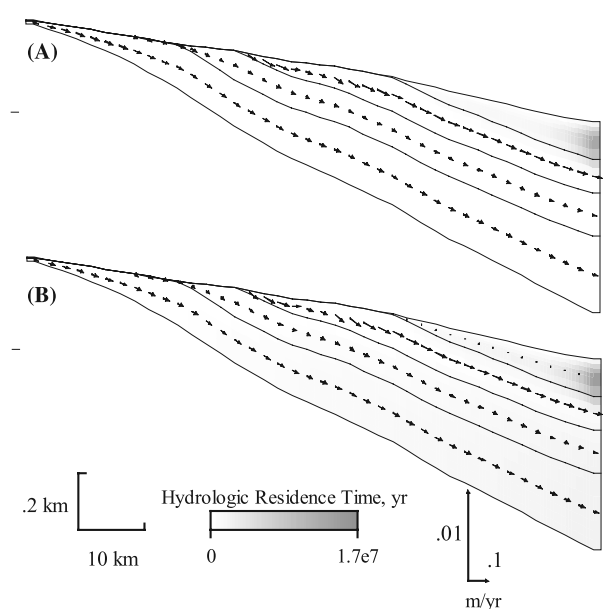 (A)
(B)
Hydrologic Residence Time, yr
.2 km
10 km
0
1.7e7
.01
.1
m/yr